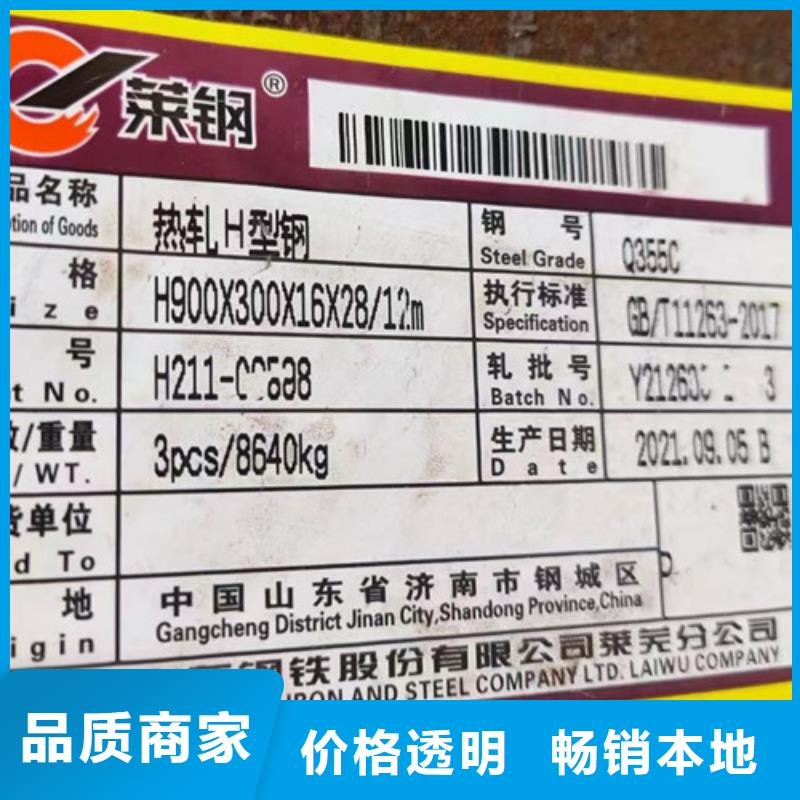 莱钢®
品名称 热轧H型钢 钢号 Q355C
tion of Goods Steel Grade
格 H900X300X16X28/12m 执行标准 GB/T11263-2017
ize Specification
号 H211- 轧批号
t No. Batch No.
/重量 3pcs/8640kg 生产日期 2021.09.05 B
/ WT. Date
货单位
d To
地 中国山东省济南市钢城区
igin Gangcheng District Jinan City,Shandong Province,China
钢铁股份有限公司莱芜分公司
IRON AND STEEL COMPANY LTD. LAIWU COMPANY
品质商家 价格透明 畅销本地